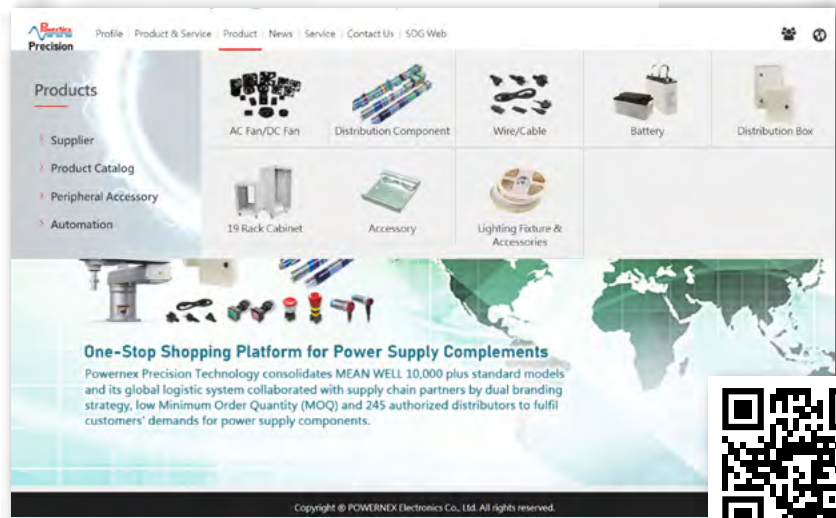 PowerNex
Precision
Profile Product & Service Product News Service Contact Us SDG Web
Products
Supplier
Product Catalog
Peripheral Accessory
Automation
AC Fan/DC Fan
Distribution Component
Wire/Cable
Battery
Distribution Box
19 Rack Cabinet
Accessory
Lighting Fixture &
Accessories
One-Stop Shopping Platform for Power Supply Complements
Powernex Precision Technology consolidates MEAN WELL 10,000 plus standard models
and its global logistic system collaborated with supply chain partners by dual branding
strategy, low Minimum Order Quantity (MOQ) and 245 authorized distributors to fulfil
customers' demands for power supply components.
Copyright ® POWERNEX Electronics Co., Ltd. All rights reserved.